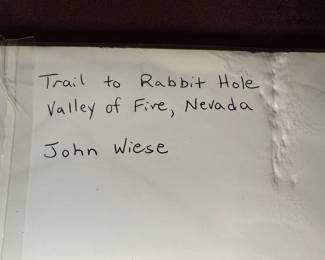 Trail to Rabbit Hole
Valley of Fire, Nevada
John Wiese